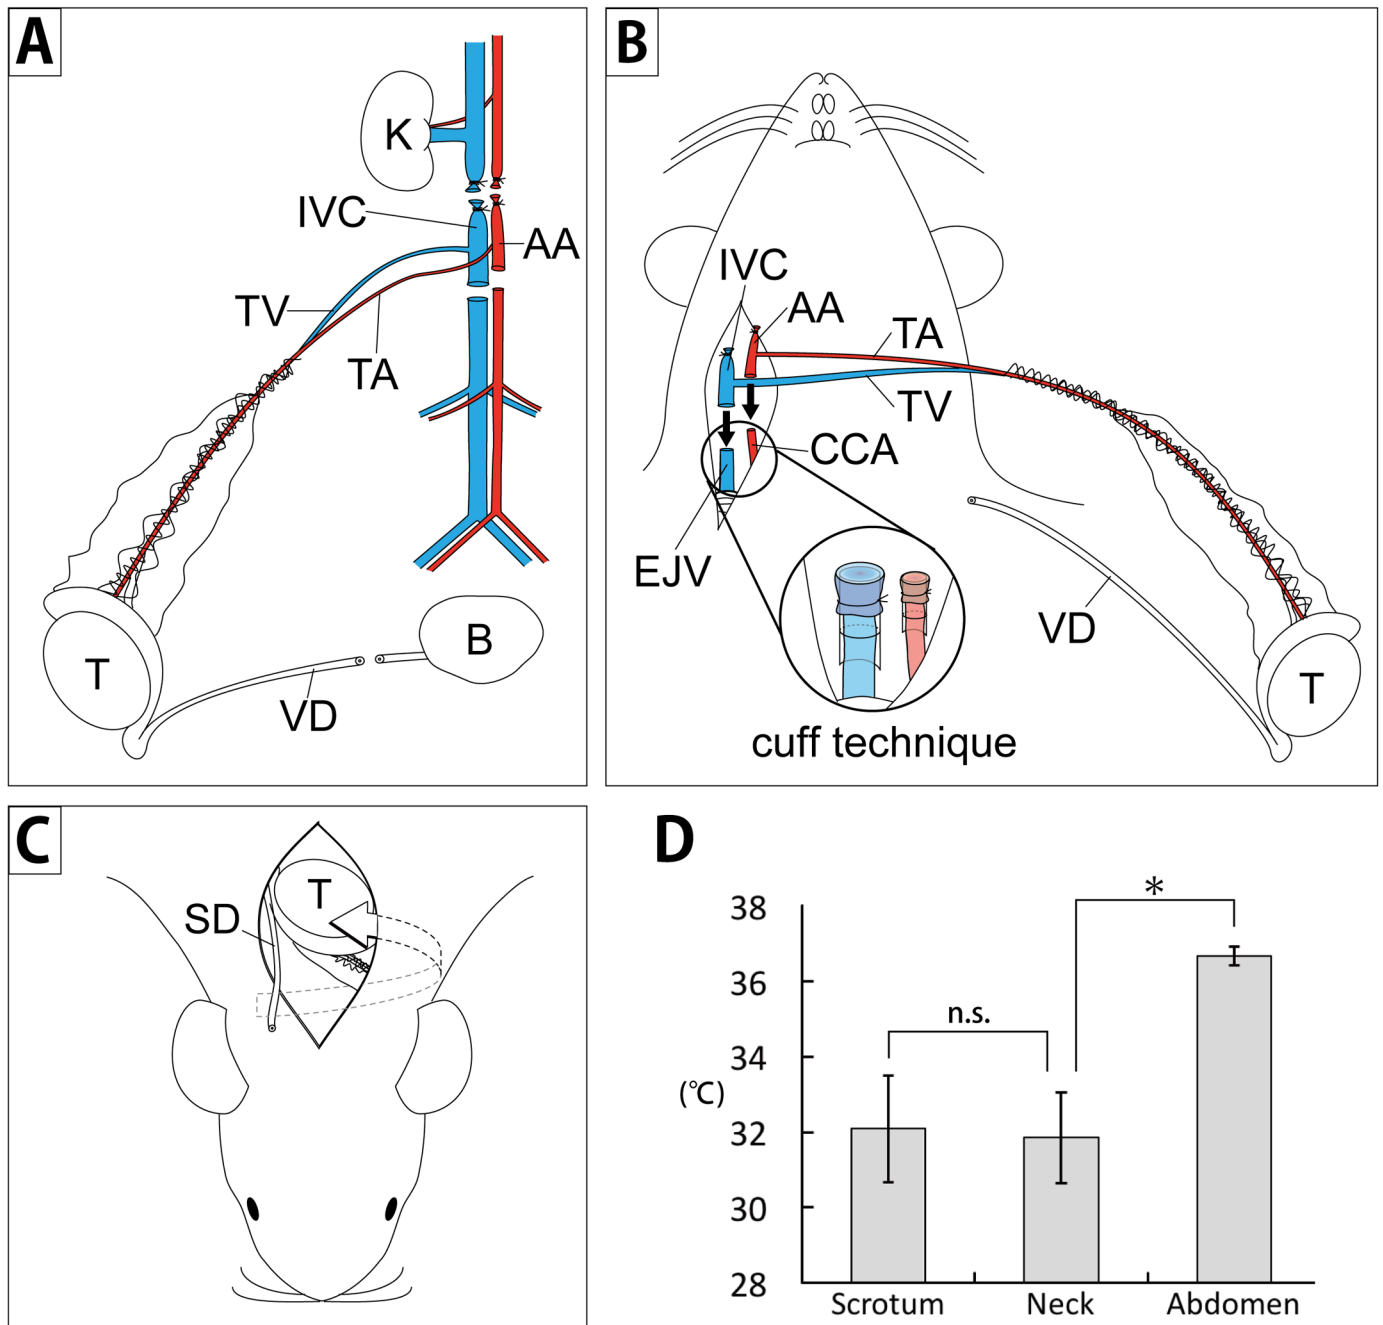 A
K
IVC
AA
TV
TA
T
VD
B
B
IVC
AA
TA
TV
CCA
EJV
VD
T
cuff technique
C
T
SD
D
(℃)
38
36
34
32
30
28
n.s.
*
Scrotum Neck Abdomen